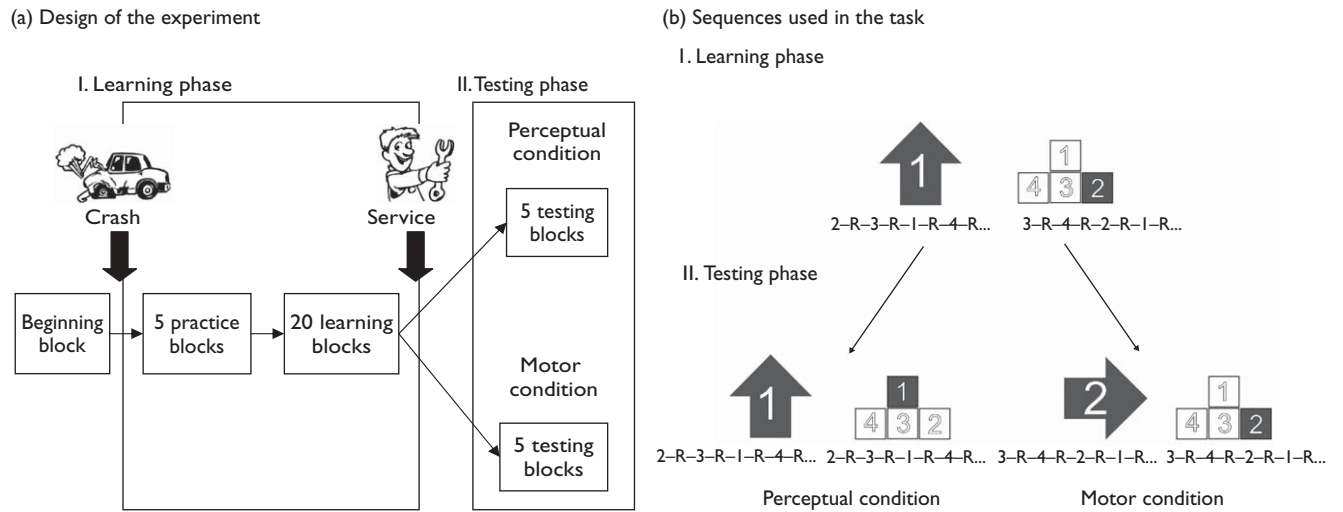 (a) Design of the experiment
I. Learning phase
II. Testing phase
Crash
Service
Beginning
block
5 practice
blocks
20 learning
blocks
Perceptual
condition
5 testing
blocks
Motor
condition
5 testing
blocks
(b) Sequences used in the task
I. Learning phase
1
1
4 3 2
2–R–3–R–1–R–4–R...
3–R–4–R–2–R–1–R...
II. Testing phase
1
1
4 3 2
2
1
4 3 2
2–R–3–R–1–R–4–R...
2–R–3–R–1–R–4–R...
3–R–4–R–2–R–1–R...
3–R–4–R–2–R–1–R...
Perceptual condition
Motor condition